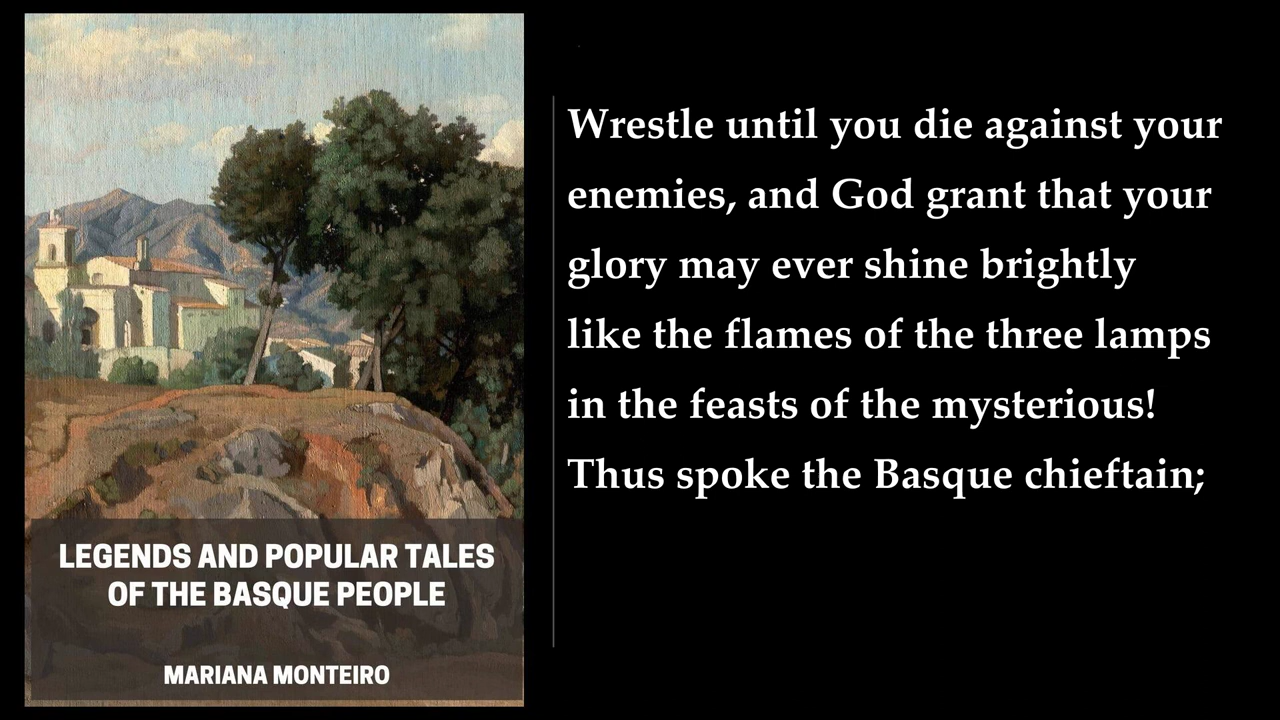 LEGENDS AND POPULAR TALES
OF THE BASQUE PEOPLE
MARIANA MONTEIRO
Wrestle until you die against your
enemies, and God grant that your
glory may ever shine brightly
like the flames of the three lamps
in the feasts of the mysterious!
Thus spoke the Basque chieftain;